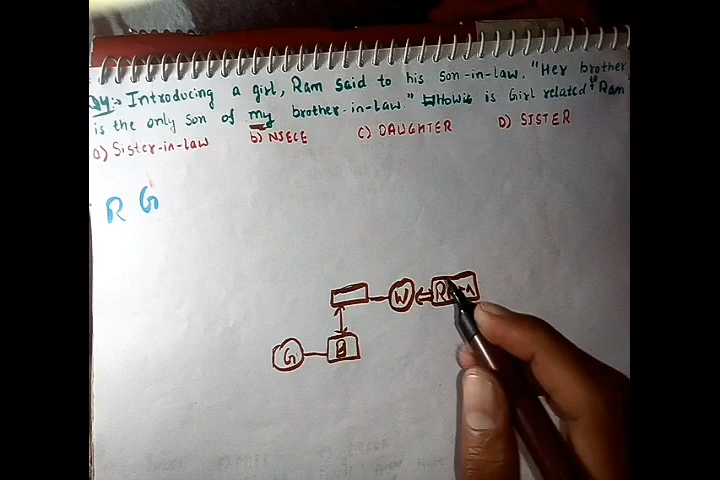 Q4:- Introducing a girl, Ram said to his son-in-law. "Her brother
is the only son of my brother-in-law." How is Girl related to Ram
a) Sister-in-law b) NIECE C) DAUGHTER D) SISTER
R G
W Ram
G B